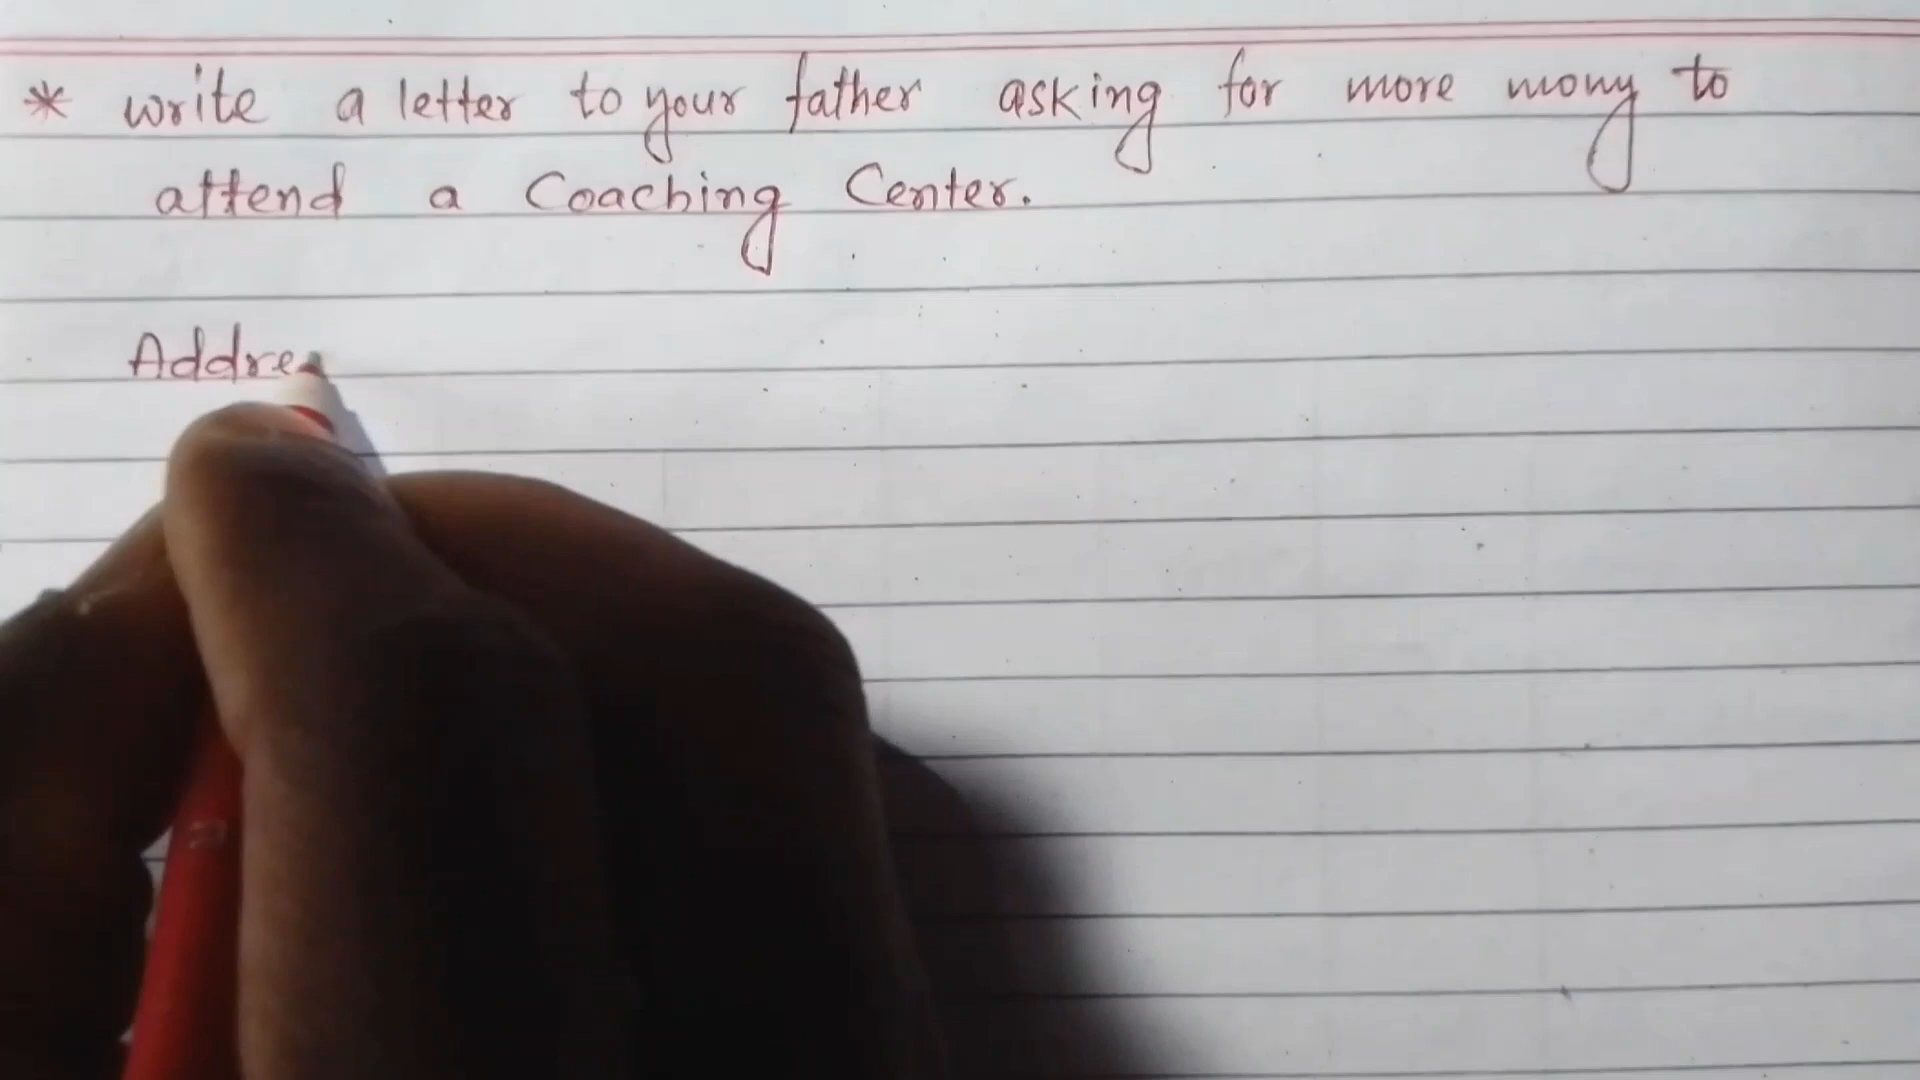 * write a letter to your father asking for more mony to
attend a Coaching Center.
Addre